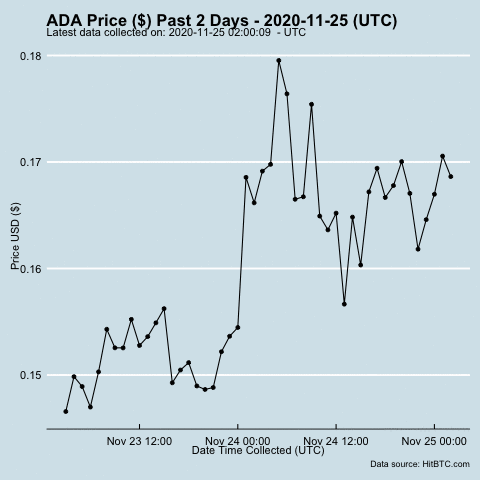 ADA Price ($) Past 2 Days - 2020-11-25 (UTC)
Latest data collected on: 2020-11-25 02:00:09  - UTC
0.18
0.17
Price USD ($)
0.16
0.15
Nov 23 12:00 Nov 24 00:00 Nov 24 12:00 Nov 25 00:00
Date Time Collected (UTC)
Data source: HitBTC.com